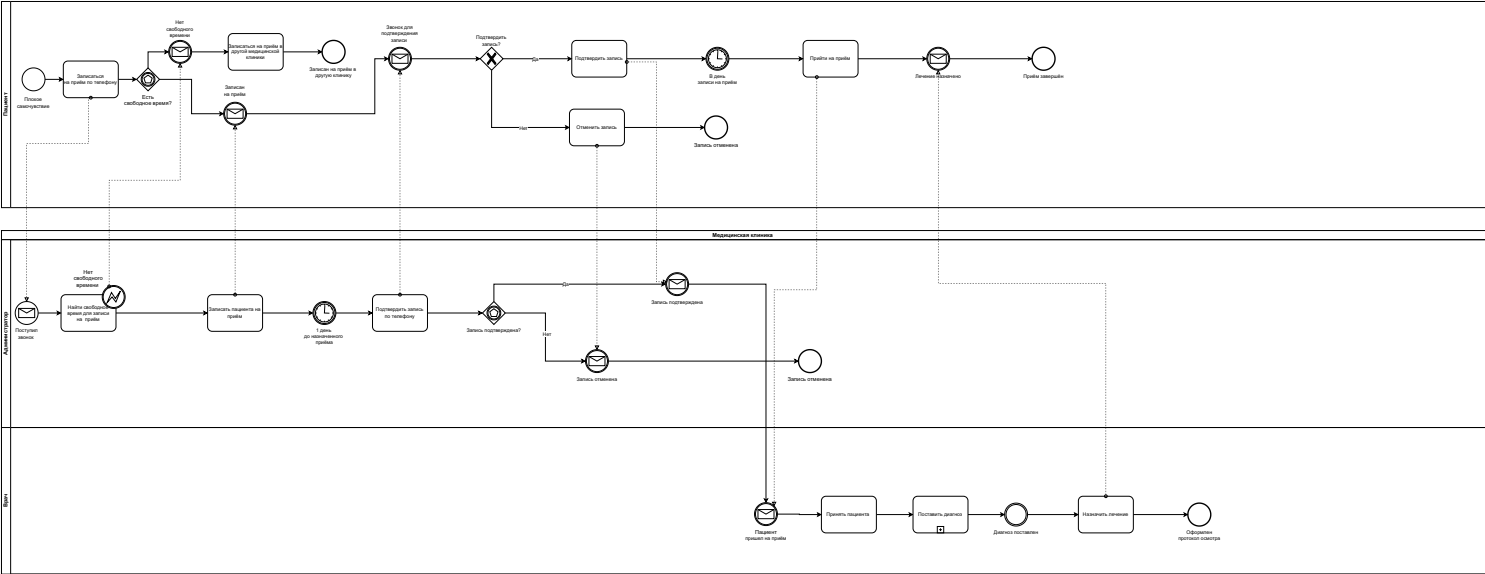 Пациент
Плохое
самочувствие
Записаться
на приём по телефону
Есть
свободное время?
Нет
свободного
времени
Записаться на приём в
другой медицинской
клинике
Записан на приём в
другую клинику
Записан
на приём
Звонок для
подтверждения
записи
Подтвердить
запись?
Да
Нет
Подтвердить запись
Отменить запись
Запись отменена
В день
записи на приём
Прийти на приём
Лечение назначено
Приём завершён
Медицинская клиника
Администратор
Поступил
звонок
Нет
свободного
времени
Найти свободное
время для записи
на приём
Записать пациента на
приём
1 день
до назначенного
приёма
Подтвердить запись
по телефону
Запись подтверждена?
Да
Нет
Запись подтверждена
Запись отменена
Запись отменена
Врач
Пациент
пришел на приём
Принять пациента
Поставить диагноз
Диагноз поставлен
Назначить лечение
Оформлен
протокол осмотра